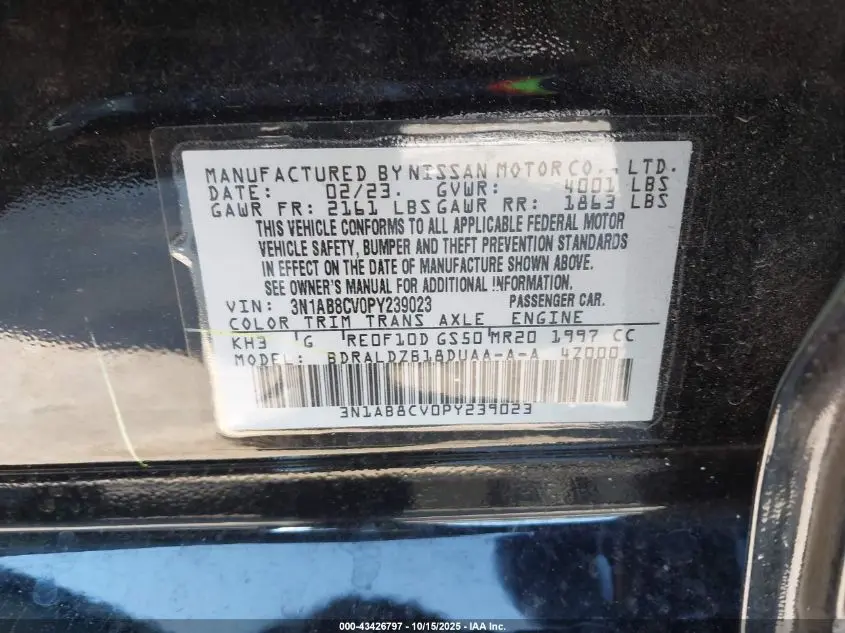 MANUFACTURED BY NISSAN MOTOR CO., LTD.
DATE: 02/23. GVWR: 4001 LBS
GAWR FR: 2161 LBS GAWR RR: 1863 LBS
THIS VEHICLE CONFORMS TO ALL APPLICABLE FEDERAL MOTOR
VEHICLE SAFETY, BUMPER AND THEFT PREVENTION STANDARDS
IN EFFECT ON THE DATE OF MANUFACTURE SHOWN ABOVE.
SEE OWNER'S MANUAL FOR ADDITIONAL INFORMATION.
VIN: 3N1AB8CV0PY239023 PASSENGER CAR.
COLOR TRIM TRANS AXLE ENGINE
KH3 G RE0F10D GS50 MR20 1997 CC
MODEL: BDRALDZB18DUAA-A-A 4Z000
3N1AB8CV0PY239023
000-43426797 - 10/15/2025 - IAA Inc.